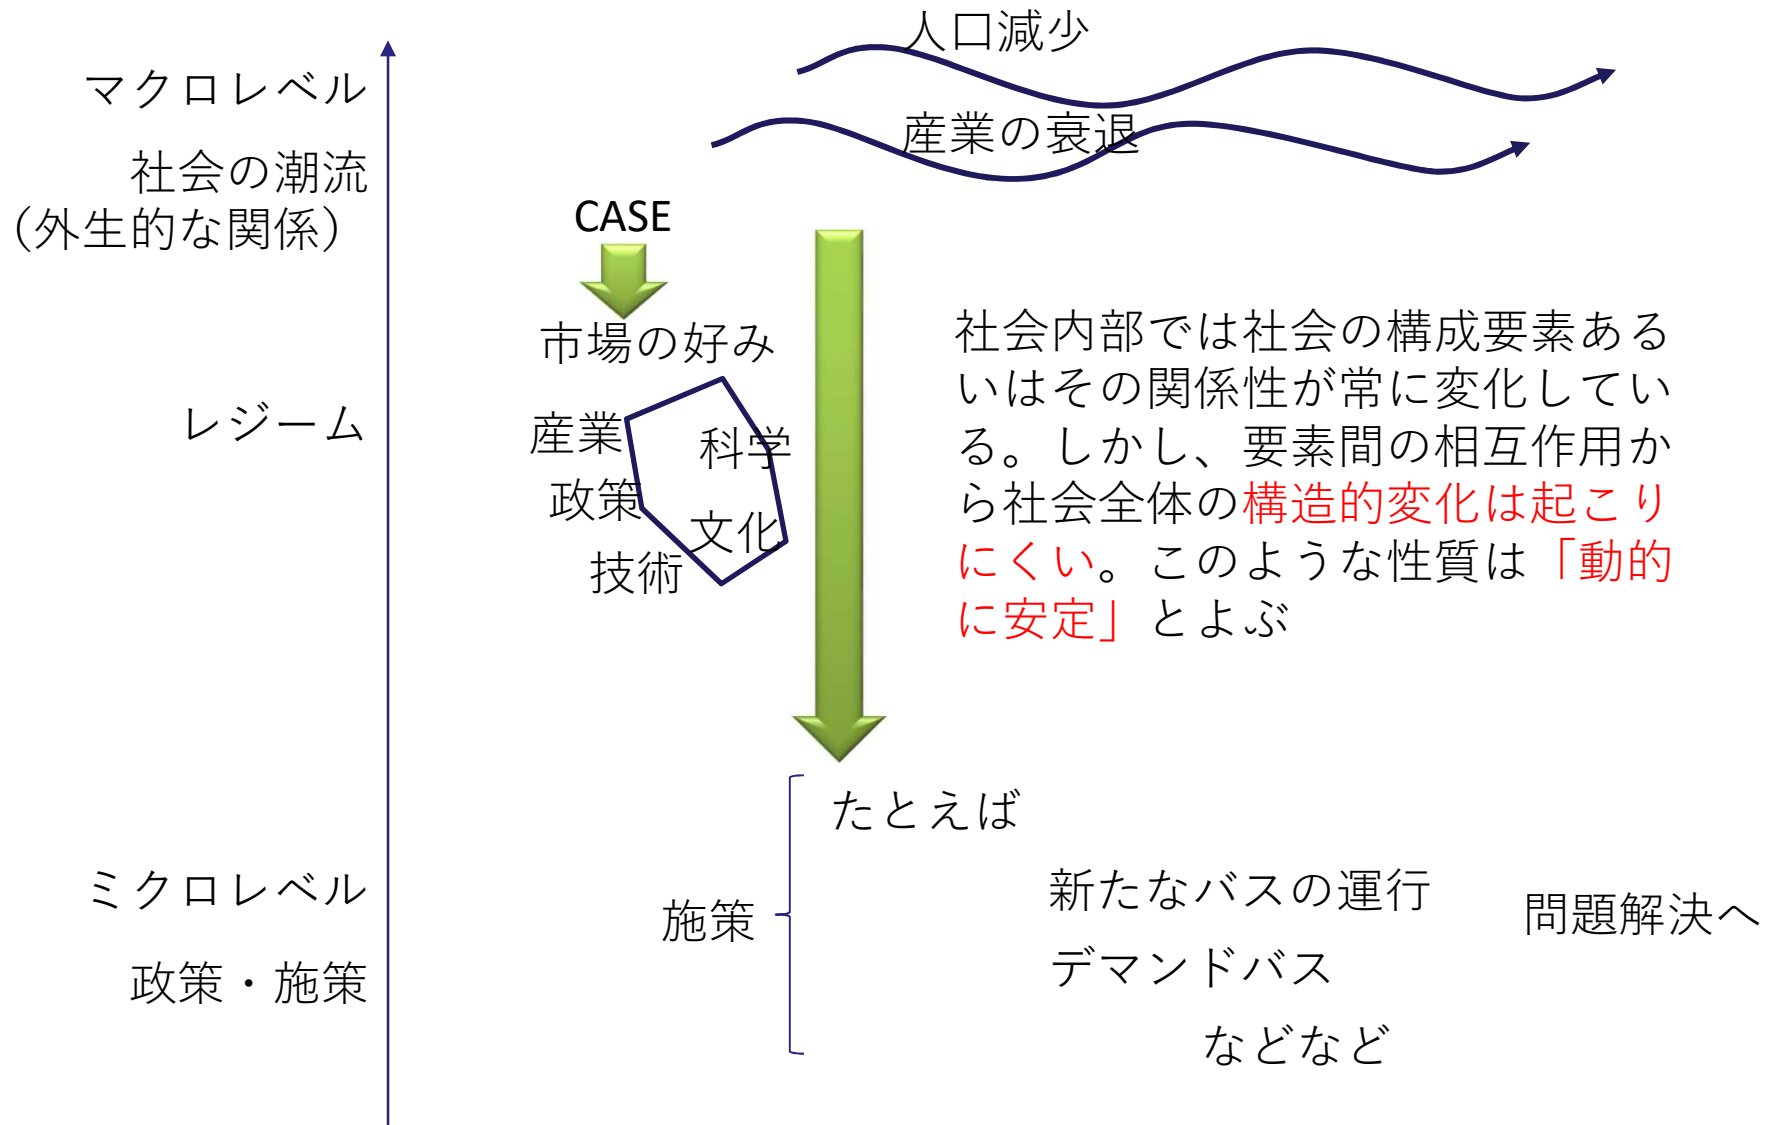 人口減少
マクロレベル
産業の衰退
社会の潮流
（外生的な関係）
CASE
市場の好み
産業
科学
レジーム
政策
文化
技術
社会内部では社会の構成要素ある
いはその関係性が常に変化してい
る。しかし、要素間の相互作用か
ら社会全体の構造的変化は起こり
にくい。このような性質は「動的
に安定」とよぶ
たとえば
ミクロレベル
新たなバスの運行
施策
問題解決へ
政策・施策
デマンドバス
などなど